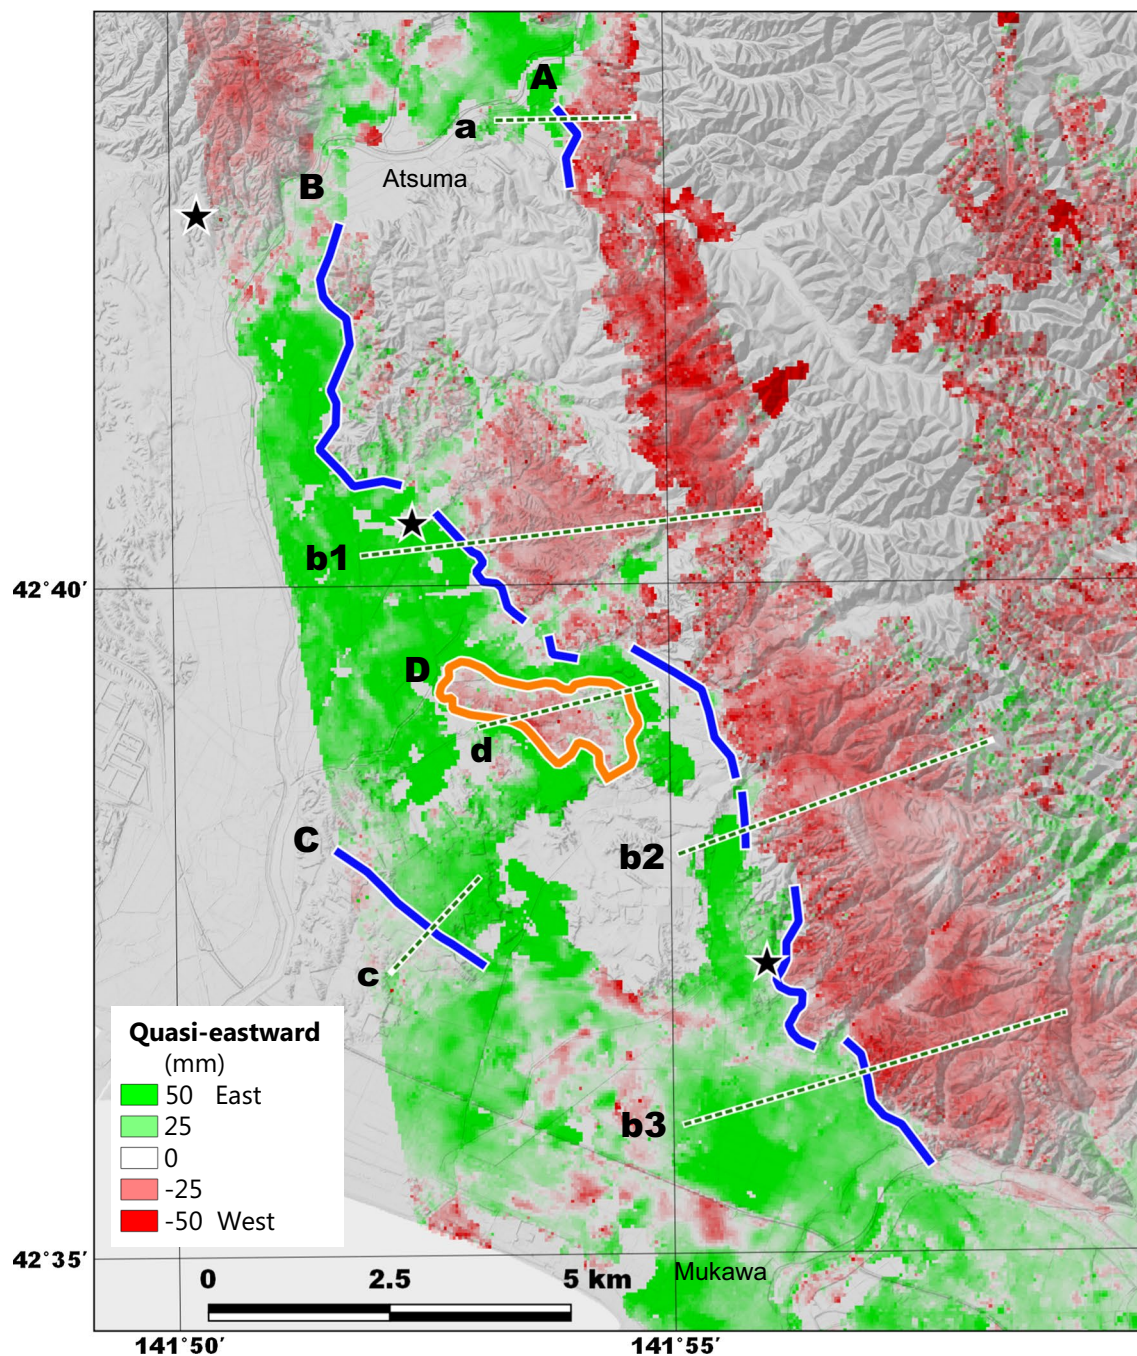 A
a
Atsuma
B
b1
42°40′
D
d
C
b2
c
Quasi-eastward
(mm)
50 East
25
0
-25
-50 West
b3
42°35′
Mukawa
0 2.5 5 km
141°50′ 141°55′